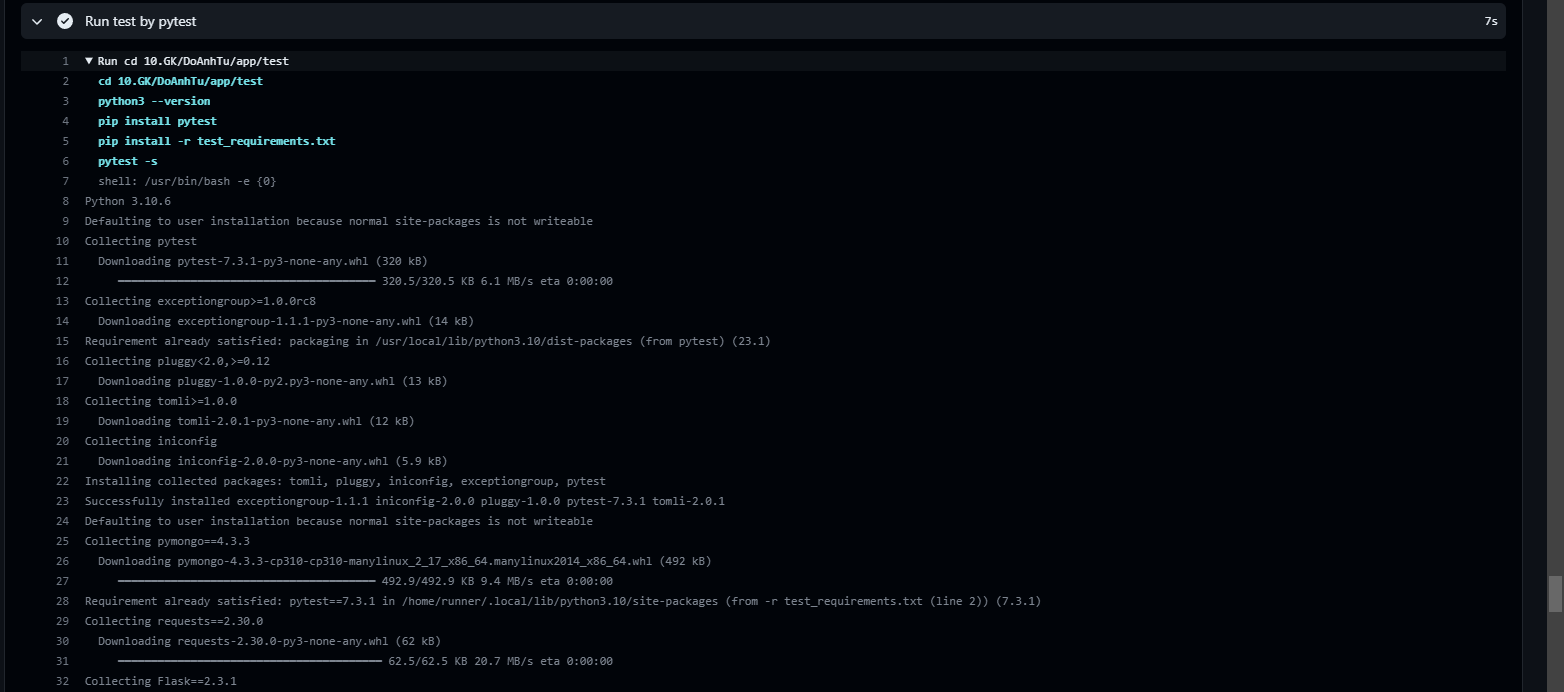 Run test by pytest 7s
1 ▼ Run cd 10.GK/DoAnhTu/app/test
2 cd 10.GK/DoAnhTu/app/test
3 python3 --version
4 pip install pytest
5 pip install -r test_requirements.txt
6 pytest -s
7 shell: /usr/bin/bash -e {0}
8 Python 3.10.6
9 Defaulting to user installation because normal site-packages is not writeable
10 Collecting pytest
11 Downloading pytest-7.3.1-py3-none-any.whl (320 kB)
12 ━━━━━━━━━━━━━━━━━━━━━━━━━━━━━━━━━━━━━━━ 320.5/320.5 KB 6.1 MB/s eta 0:00:00
13 Collecting exceptiongroup>=1.0.0rc8
14 Downloading exceptiongroup-1.1.1-py3-none-any.whl (14 kB)
15 Requirement already satisfied: packaging in /usr/local/lib/python3.10/dist-packages (from pytest) (23.1)
16 Collecting pluggy<2.0,>=0.12
17 Downloading pluggy-1.0.0-py2.py3-none-any.whl (13 kB)
18 Collecting tomli>=1.0.0
19 Downloading tomli-2.0.1-py3-none-any.whl (12 kB)
20 Collecting iniconfig
21 Downloading iniconfig-2.0.0-py3-none-any.whl (5.9 kB)
22 Installing collected packages: tomli, pluggy, iniconfig, exceptiongroup, pytest
23 Successfully installed exceptiongroup-1.1.1 iniconfig-2.0.0 pluggy-1.0.0 pytest-7.3.1 tomli-2.0.1
24 Defaulting to user installation because normal site-packages is not writeable
25 Collecting pymongo==4.3.3
26 Downloading pymongo-4.3.3-cp310-cp310-manylinux_2_17_x86_64.manylinux2014_x86_64.whl (492 kB)
27 ━━━━━━━━━━━━━━━━━━━━━━━━━━━━━━━━━━━━━━━ 492.9/492.9 KB 9.4 MB/s eta 0:00:00
28 Requirement already satisfied: pytest==7.3.1 in /home/runner/.local/lib/python3.10/site-packages (from -r test_requirements.txt (line 2)) (7.3.1)
29 Collecting requests==2.30.0
30 Downloading requests-2.30.0-py3-none-any.whl (62 kB)
31 ━━━━━━━━━━━━━━━━━━━━━━━━━━━━━━━━━━━━━━━━ 62.5/62.5 KB 20.7 MB/s eta 0:00:00
32 Collecting Flask==2.3.1